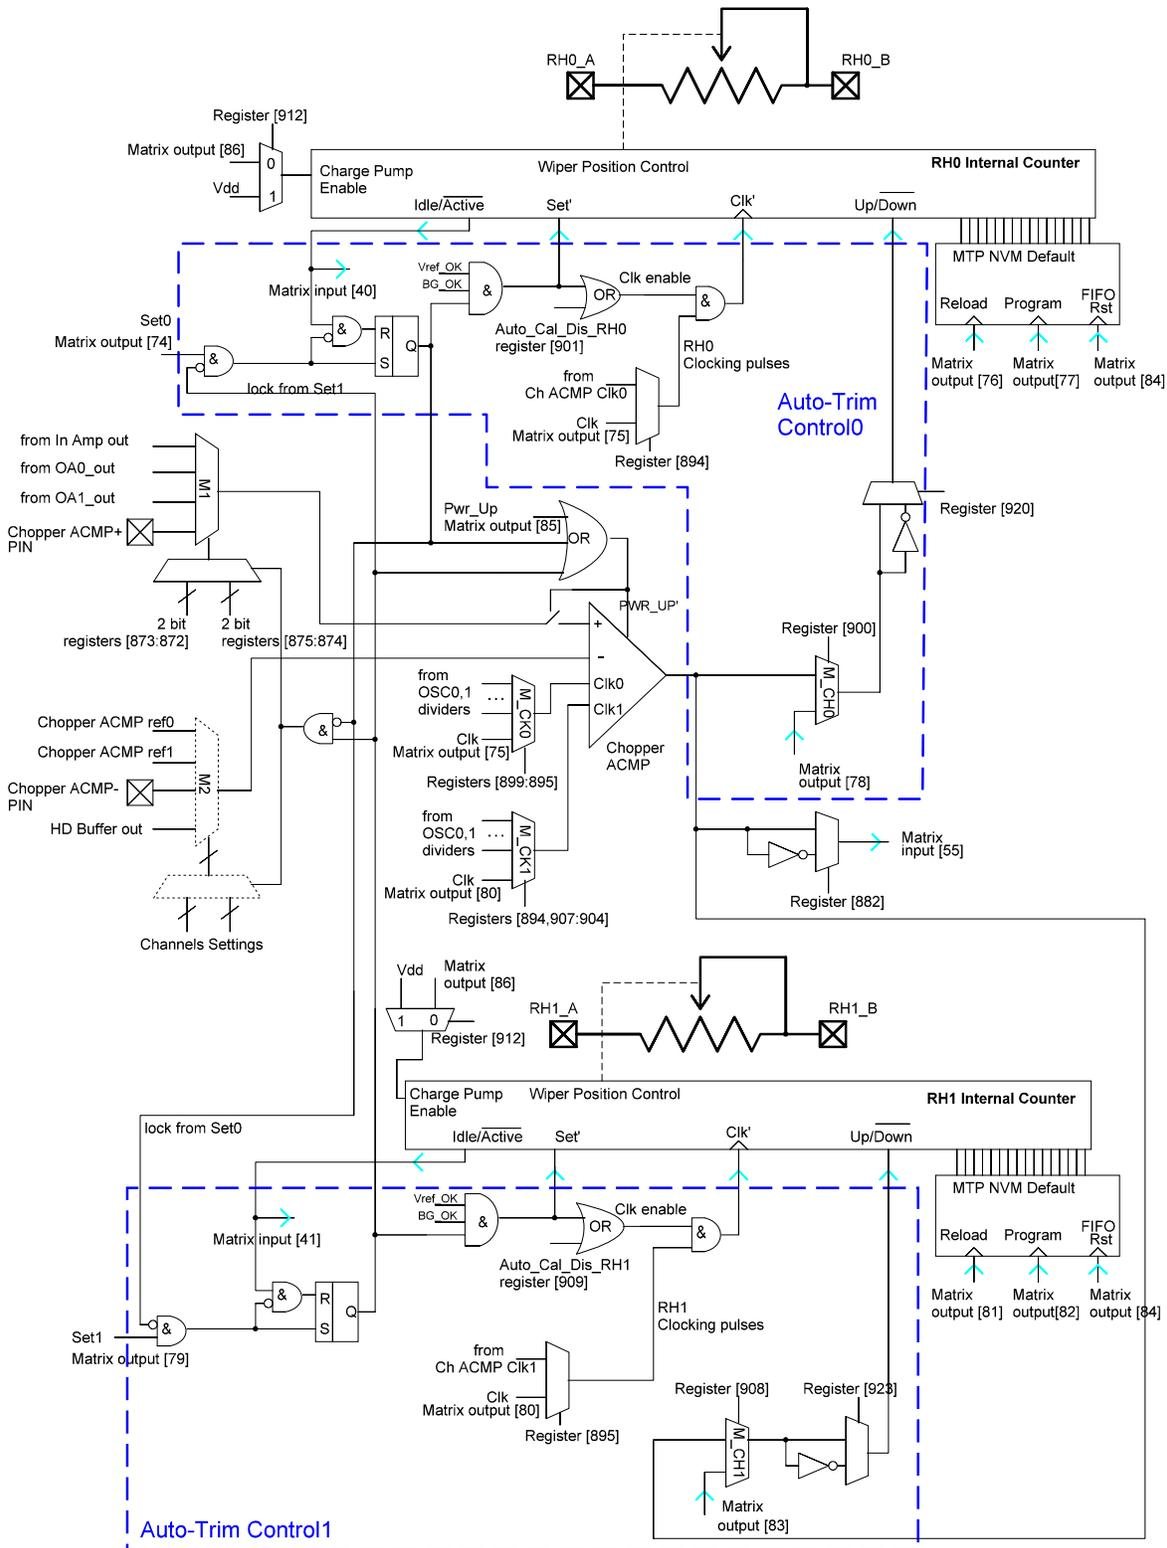 RH0_A
RH0_B
Register [912]
Matrix output [86]
0
Vdd
1
Charge Pump
Enable
Wiper Position Control
RH0 Internal Counter
Idle/Active
Set'
Clk'
Up/Down
Vref_OK
BG_OK
&
Clk enable
OR
&
Matrix input [40]
Auto_Cal_Dis_RH0
register [901]
MTP NVM Default
Reload
Program
FIFO
Rst
Matrix
output [76]
Matrix
output[77]
Matrix
output [84]
Set0
Matrix output [74]
&
&
R
S
Q
lock from Set1
RH0
Clocking pulses
from
Ch ACMP Clk0
Clk
Matrix output [75]
Register [894]
Auto-Trim
Control0
from In Amp out
from OA0_out
from OA1_out
Chopper ACMP+
PIN
M1
2 bit
registers [873:872]
2 bit
registers [875:874]
Pwr_Up
Matrix output [85]
OR
PWR_UP'
+
-
Clk0
Clk1
Chopper
ACMP
Register [920]
Register [900]
M_CH0
Matrix
output [78]
from
OSC0,1
dividers
...
M_CK0
Clk
Matrix output [75]
Registers [899:895]
&
Chopper ACMP ref0
Chopper ACMP ref1
Chopper ACMP-
PIN
HD Buffer out
M2
Channels Settings
from
OSC0,1
dividers
...
M_CK1
Clk
Matrix output [80]
Registers [894,907:904]
Matrix
input [55]
Register [882]
Vdd
Matrix
output [86]
1
0
Register [912]
RH1_A
RH1_B
Charge Pump
Enable
Wiper Position Control
RH1 Internal Counter
Idle/Active
Set'
Clk'
Up/Down
lock from Set0
Vref_OK
BG_OK
&
Clk enable
OR
&
Matrix input [41]
Auto_Cal_Dis_RH1
register [909]
MTP NVM Default
Reload
Program
FIFO
Rst
Matrix
output [81]
Matrix
output[82]
Matrix
output [84]
&
R
S
Q
&
Set1
Matrix output [79]
RH1
Clocking pulses
from
Ch ACMP Clk1
Clk
Matrix output [80]
Register [895]
Register [908]
Register [923]
M_CH1
Matrix
output [83]
Auto-Trim Control1